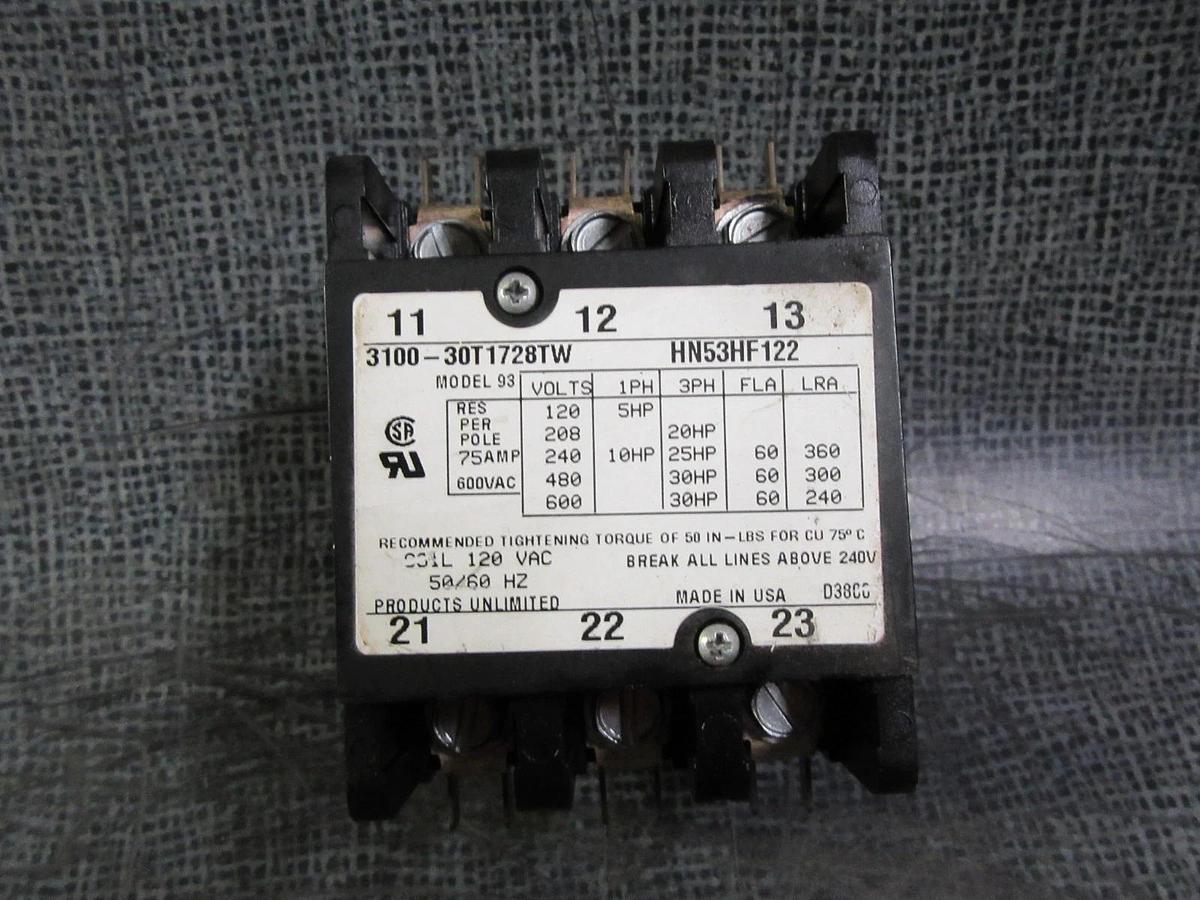 11 12 13
3100-30T1728TW HN53HF122
MODEL 93 VOLTS 1PH 3PH FLA LRA
RES 120 5HP
PER
POLE 208 20HP
75AMP 240 10HP 25HP 60 360
600VAC 480 30HP 60 300
600 30HP 60 240
RECOMMENDED TIGHTENING TORQUE OF 50 IN-LBS FOR CU 75°C
120 VAC BREAK ALL LINES ABOVE 240V
50/60 HZ
PRODUCTS UNLIMITED MADE IN USA
21 22 23